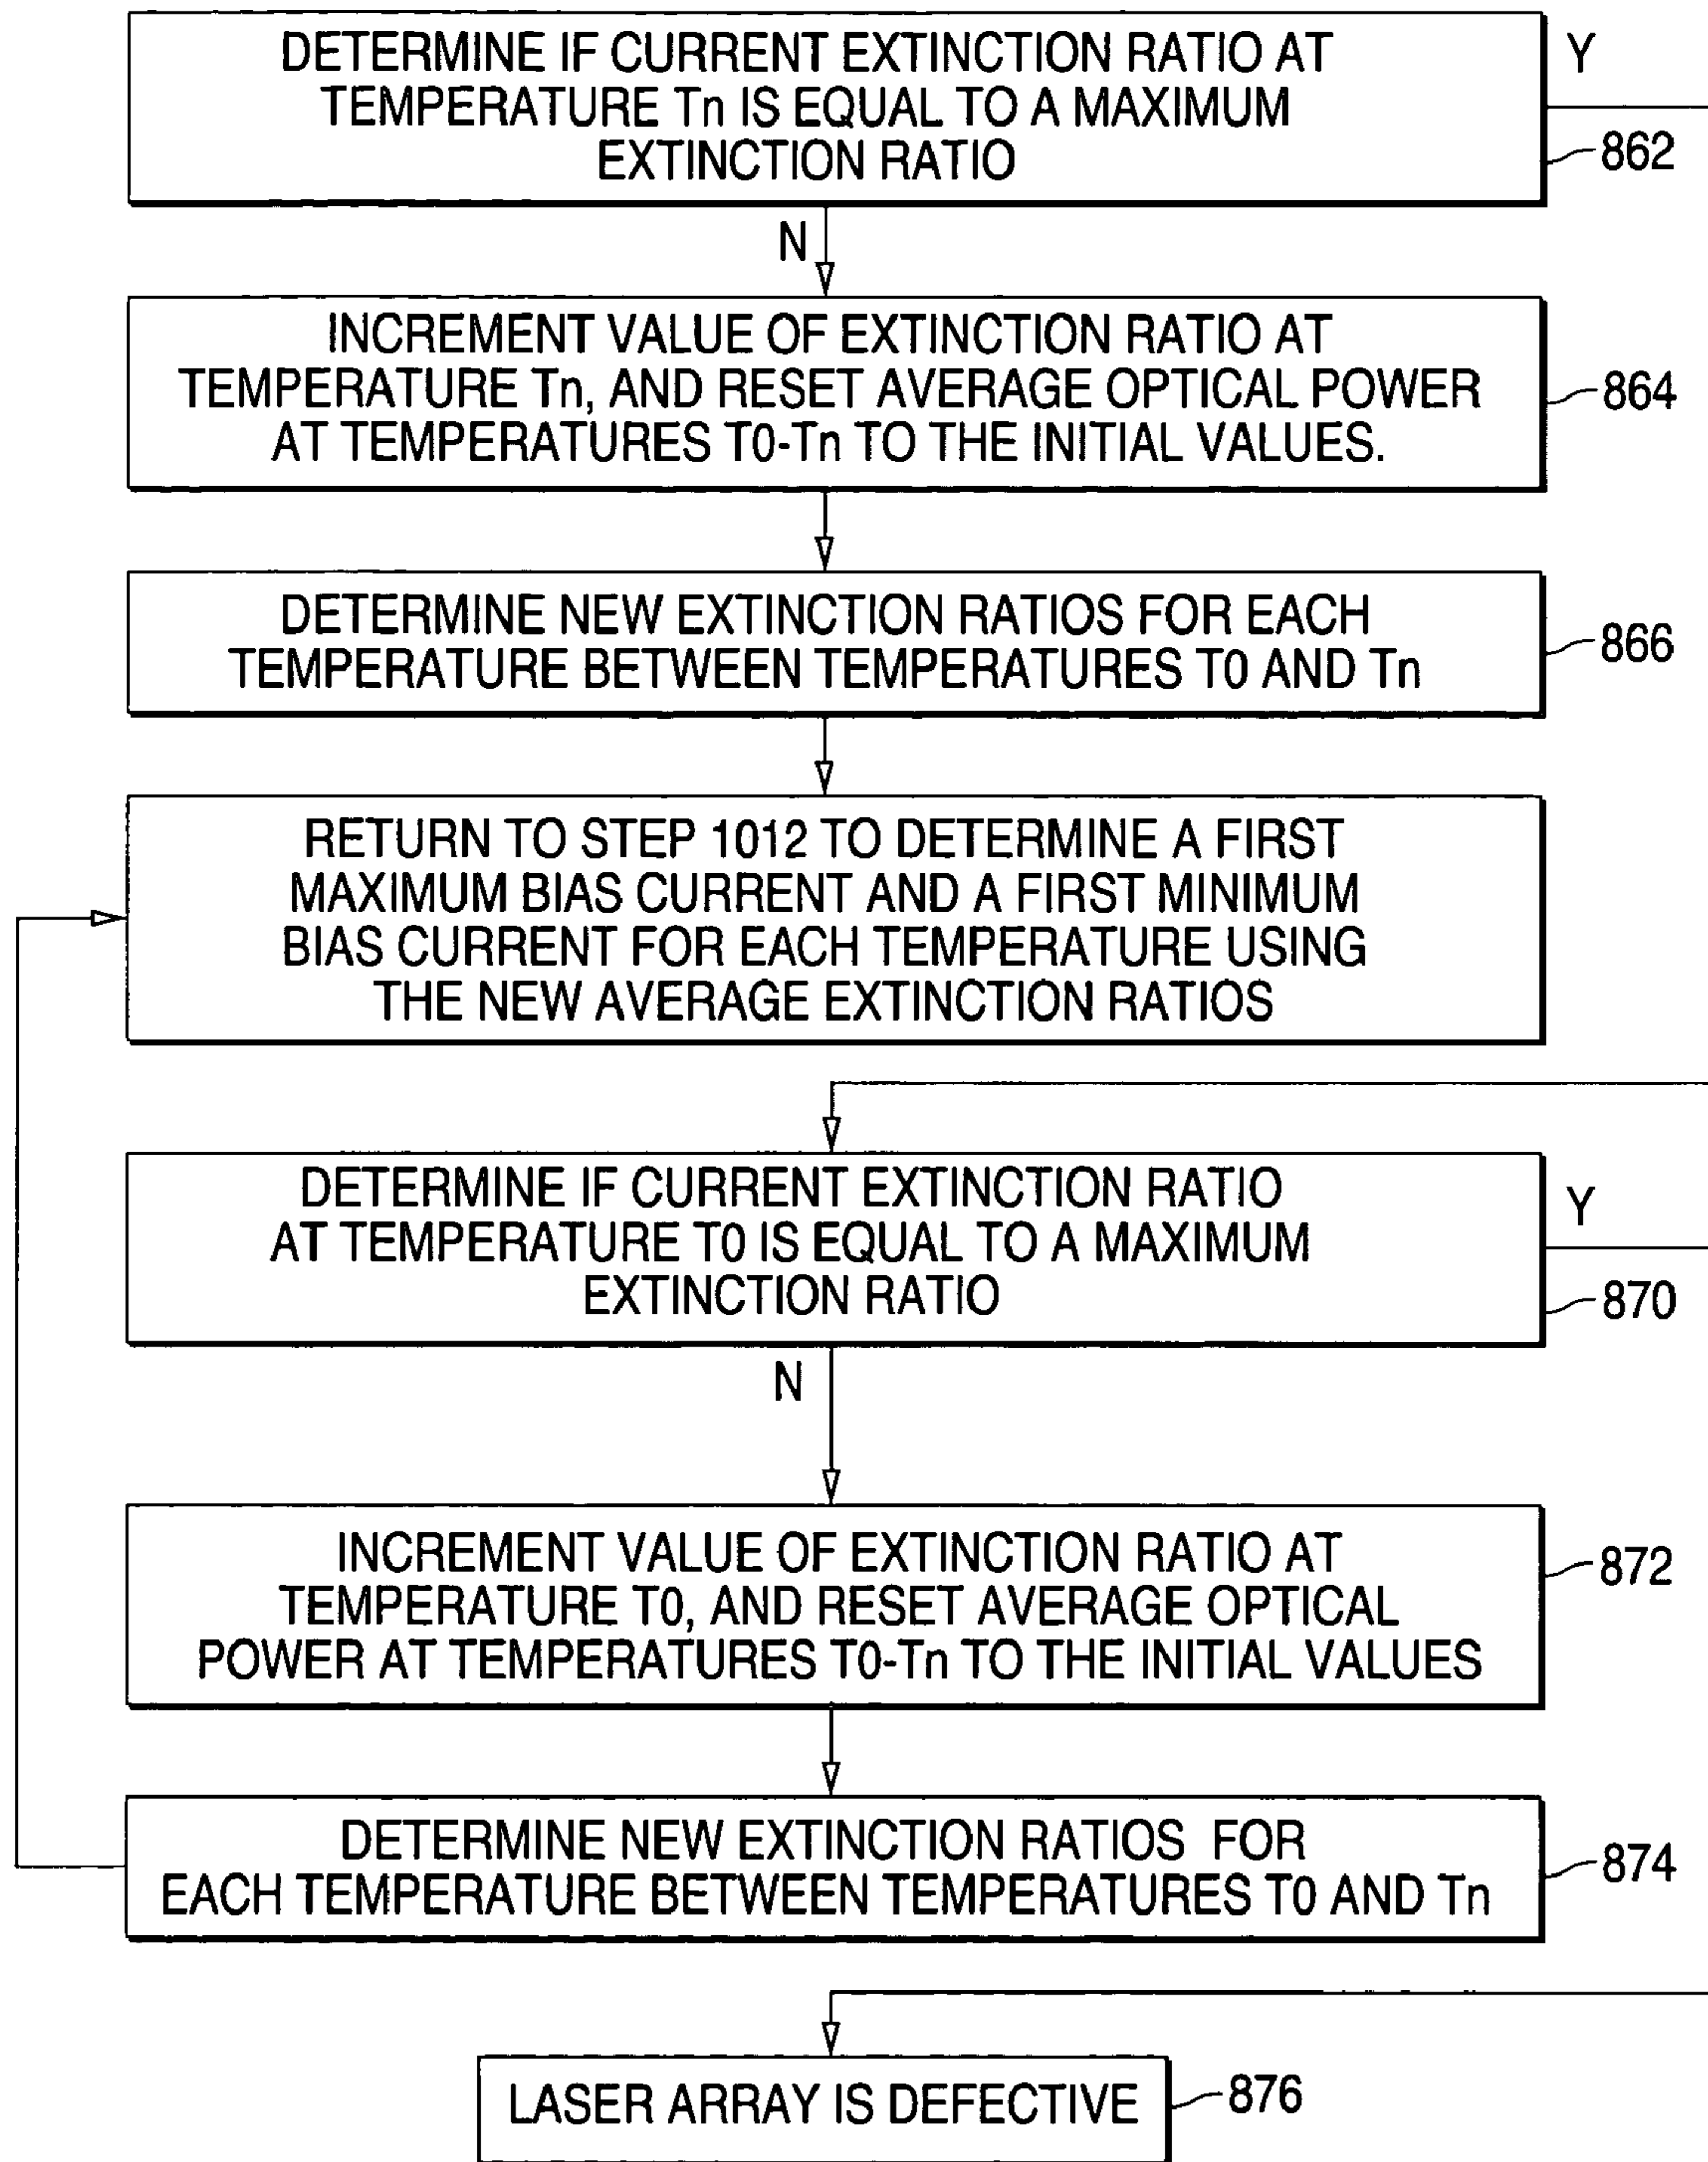 DETERMINE IF CURRENT EXTINCTION RATIO AT
TEMPERATURE Tn IS EQUAL TO A MAXIMUM
EXTINCTION RATIO
Y
862
N
INCREMENT VALUE OF EXTINCTION RATIO AT
TEMPERATURE Tn, AND RESET AVERAGE OPTICAL POWER
AT TEMPERATURES T0-Tn TO THE INITIAL VALUES.
864
DETERMINE NEW EXTINCTION RATIOS FOR EACH
TEMPERATURE BETWEEN TEMPERATURES T0 AND Tn
866
RETURN TO STEP 1012 TO DETERMINE A FIRST
MAXIMUM BIAS CURRENT AND A FIRST MINIMUM
BIAS CURRENT FOR EACH TEMPERATURE USING
THE NEW AVERAGE EXTINCTION RATIOS
DETERMINE IF CURRENT EXTINCTION RATIO
AT TEMPERATURE T0 IS EQUAL TO A MAXIMUM
EXTINCTION RATIO
Y
870
N
INCREMENT VALUE OF EXTINCTION RATIO AT
TEMPERATURE T0, AND RESET AVERAGE OPTICAL
POWER AT TEMPERATURES T0-Tn TO THE INITIAL VALUES
872
DETERMINE NEW EXTINCTION RATIOS FOR
EACH TEMPERATURE BETWEEN TEMPERATURES T0 AND Tn
874
LASER ARRAY IS DEFECTIVE
876